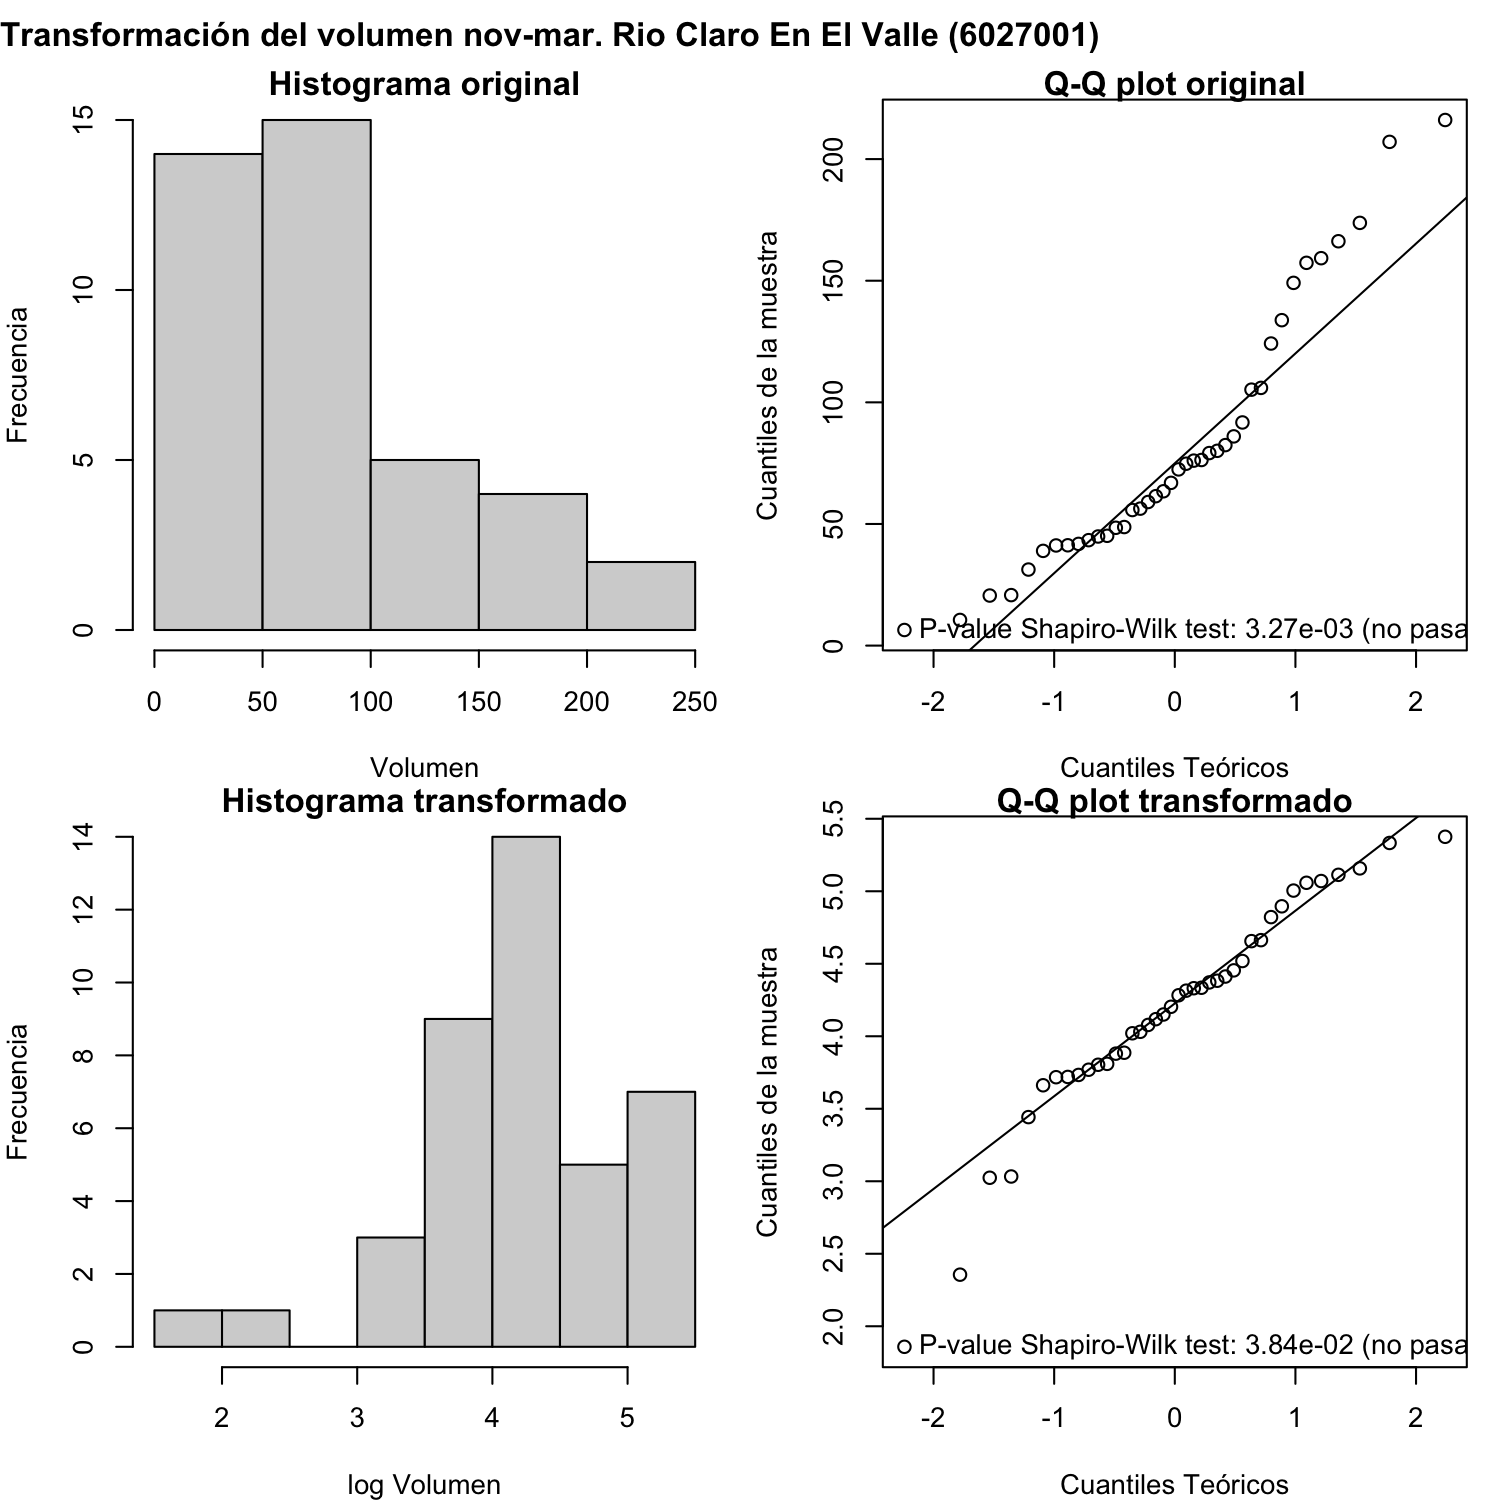 Transformación del volumen nov-mar. Rio Claro En El Valle (6027001)
Histograma original
Frecuencia
0
5
10
15
0 50 100 150 200 250
Volumen
Q-Q plot original
Cuantiles de la muestra
0
50
100
150
200
P-value Shapiro-Wilk test: 3.27e-03 (no pasa
-2 -1 0 1 2
Cuantiles Teóricos
Histograma transformado
Frecuencia
0
2
4
6
8
10
12
14
2 3 4 5
log Volumen
Q-Q plot transformado
Cuantiles de la muestra
2.0
2.5
3.0
3.5
4.0
4.5
5.0
5.5
P-value Shapiro-Wilk test: 3.84e-02 (no pasa
-2 -1 0 1 2
Cuantiles Teóricos